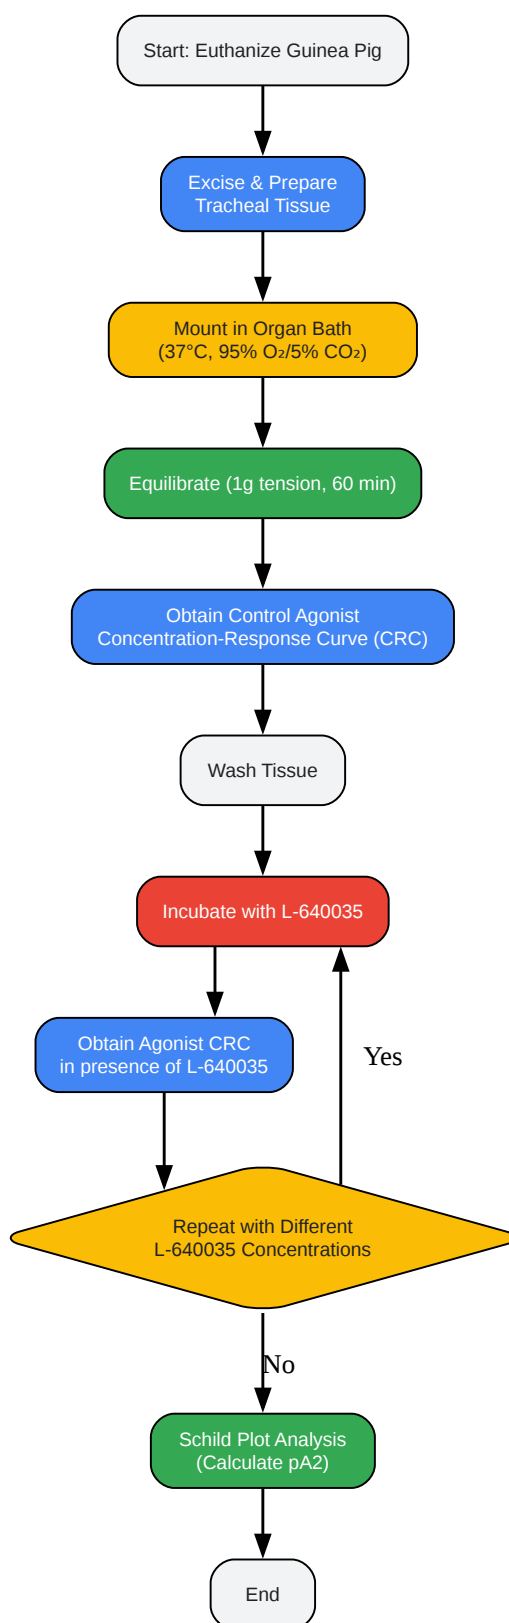 Start: Euthanize Guinea Pig
Excise & Prepare
Tracheal Tissue
Mount in Organ Bath
(37°C, 95% O₂/5% CO₂)
Equilibrate (1g tension, 60 min)
Obtain Control Agonist
Concentration-Response Curve (CRC)
Wash Tissue
Incubate with L-640035
Obtain Agonist CRC
in presence of L-640035
Yes
Repeat with Different
L-640035 Concentrations
No
Schild Plot Analysis
(Calculate pA2)
End